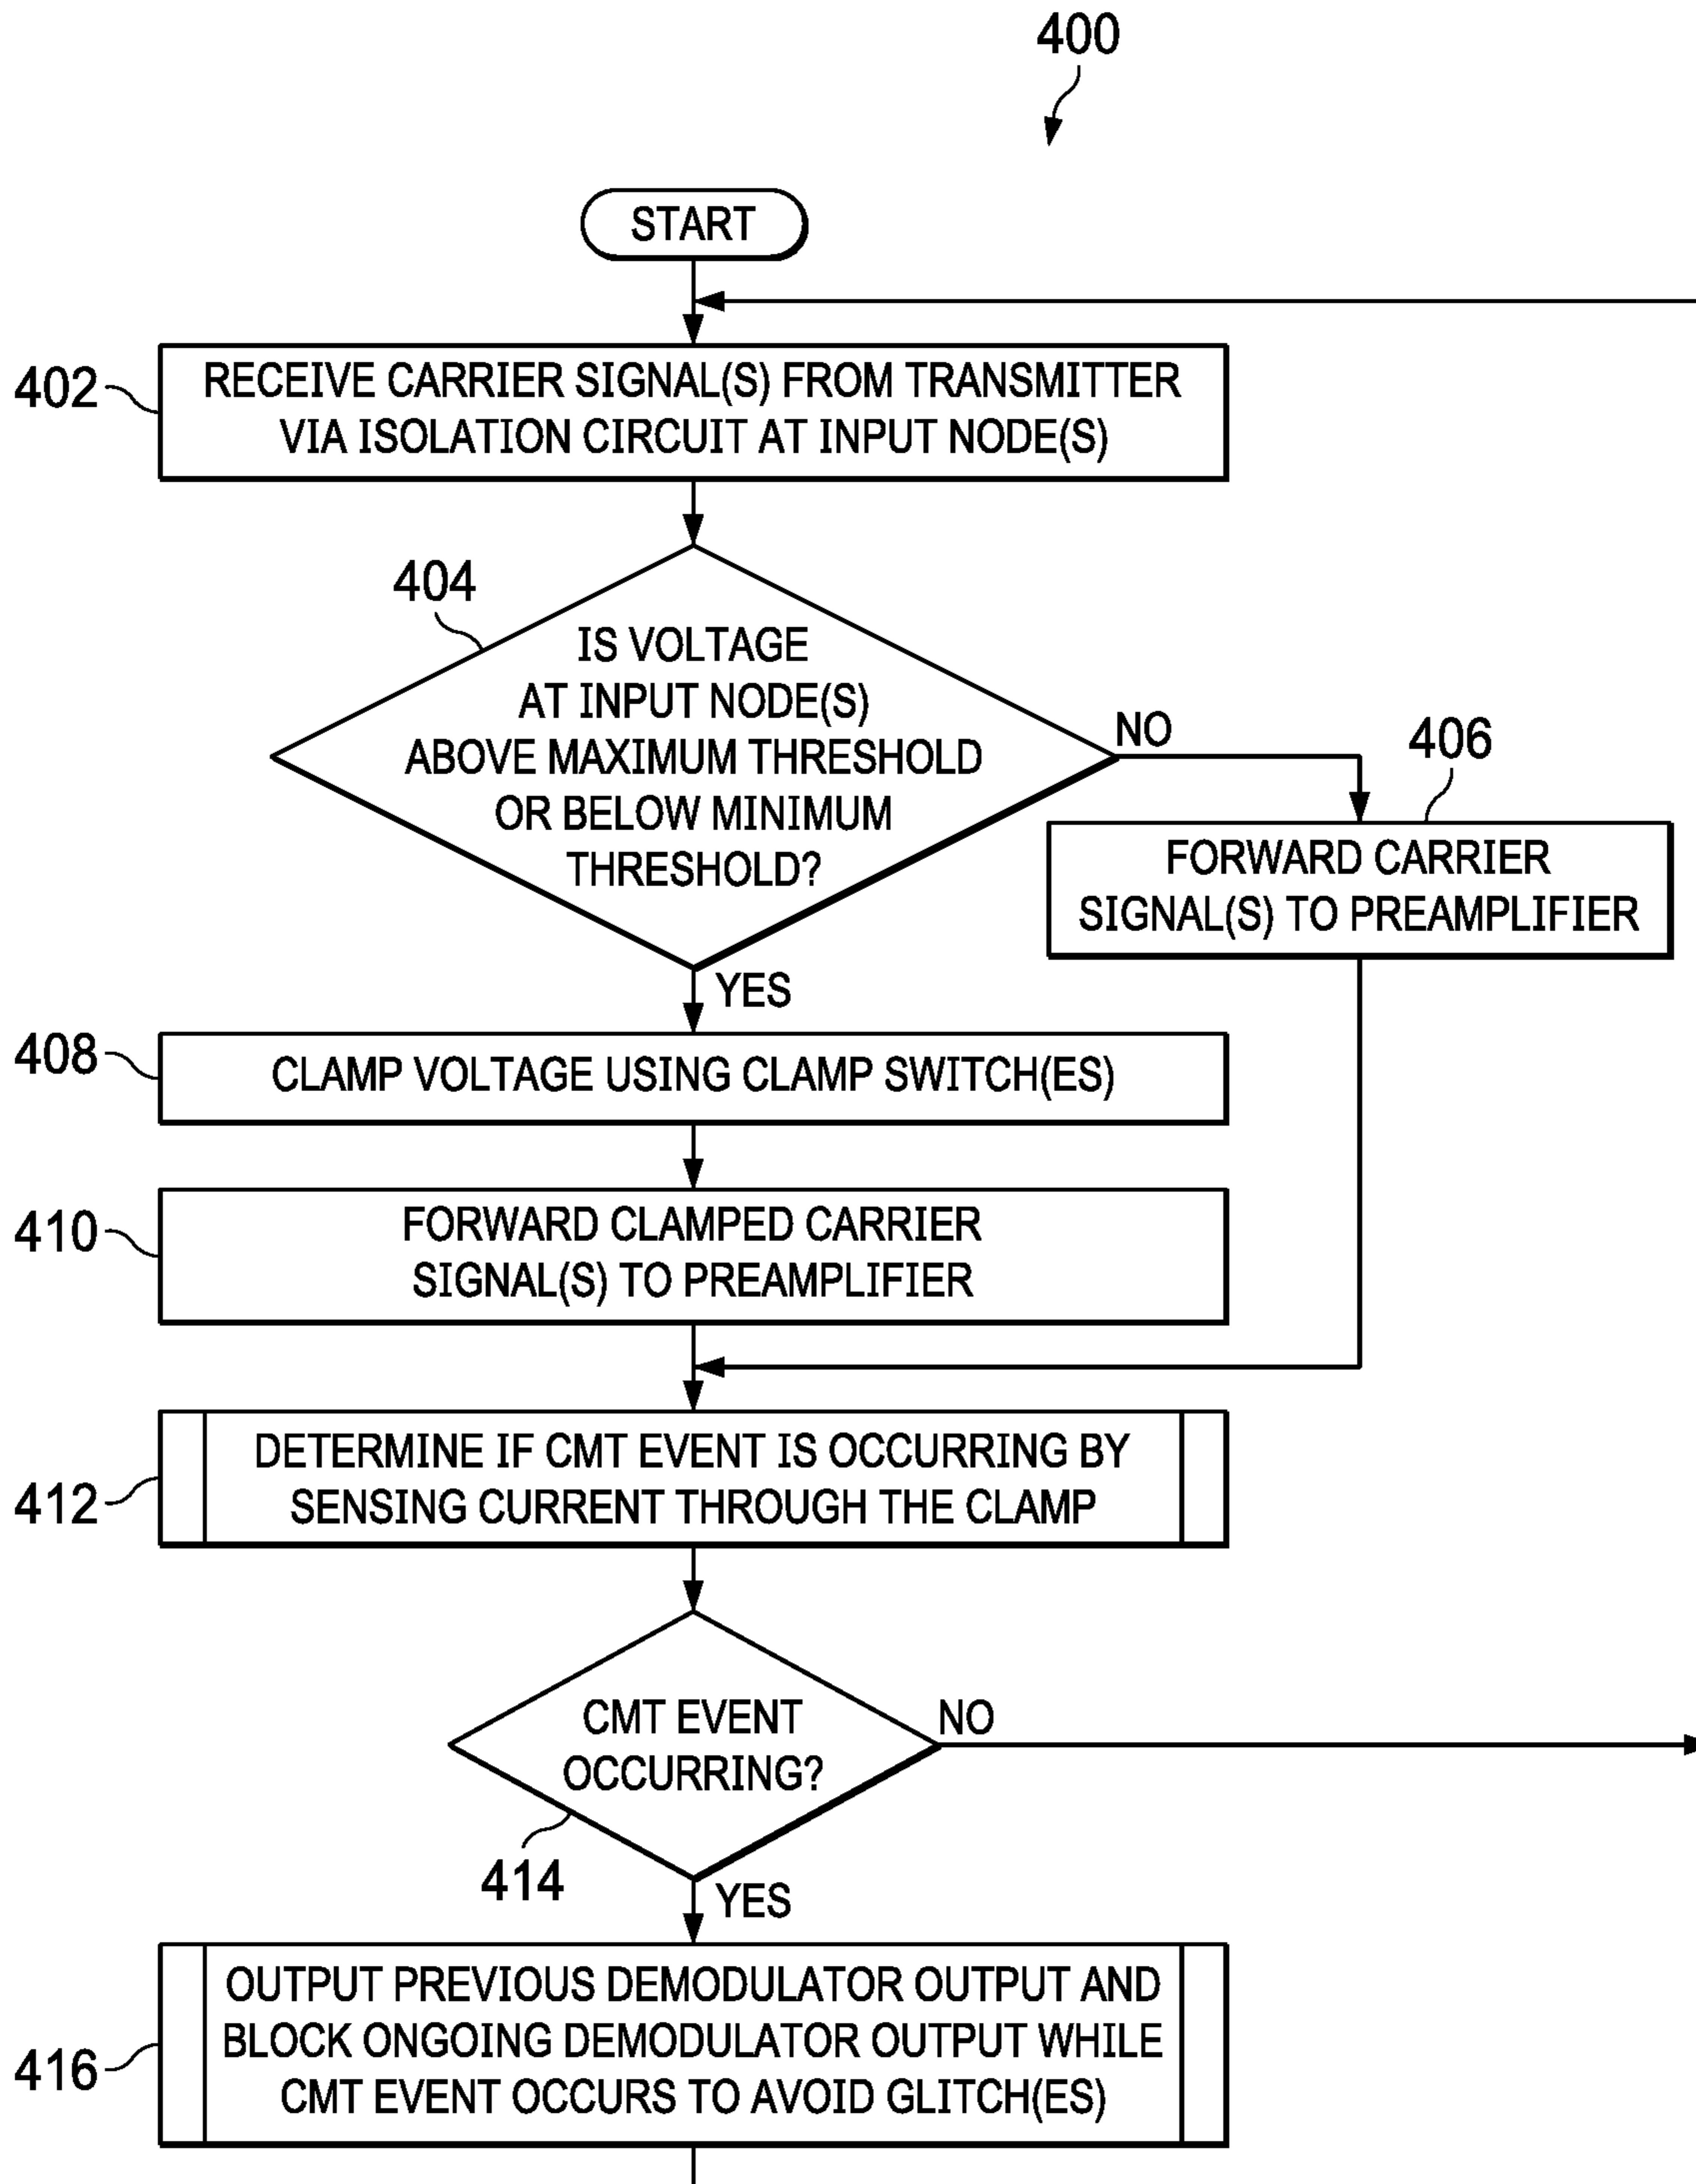 400
START
402
RECEIVE CARRIER SIGNAL(S) FROM TRANSMITTER
VIA ISOLATION CIRCUIT AT INPUT NODE(S)
404
IS VOLTAGE
AT INPUT NODE(S)
ABOVE MAXIMUM THRESHOLD
OR BELOW MINIMUM
THRESHOLD?
NO
406
FORWARD CARRIER
SIGNAL(S) TO PREAMPLIFIER
YES
408
CLAMP VOLTAGE USING CLAMP SWITCH(ES)
410
FORWARD CLAMPED CARRIER
SIGNAL(S) TO PREAMPLIFIER
412
DETERMINE IF CMT EVENT IS OCCURRING BY
SENSING CURRENT THROUGH THE CLAMP
CMT EVENT
OCCURRING?
NO
414
YES
416
OUTPUT PREVIOUS DEMODULATOR OUTPUT AND
BLOCK ONGOING DEMODULATOR OUTPUT WHILE
CMT EVENT OCCURS TO AVOID GLITCH(ES)